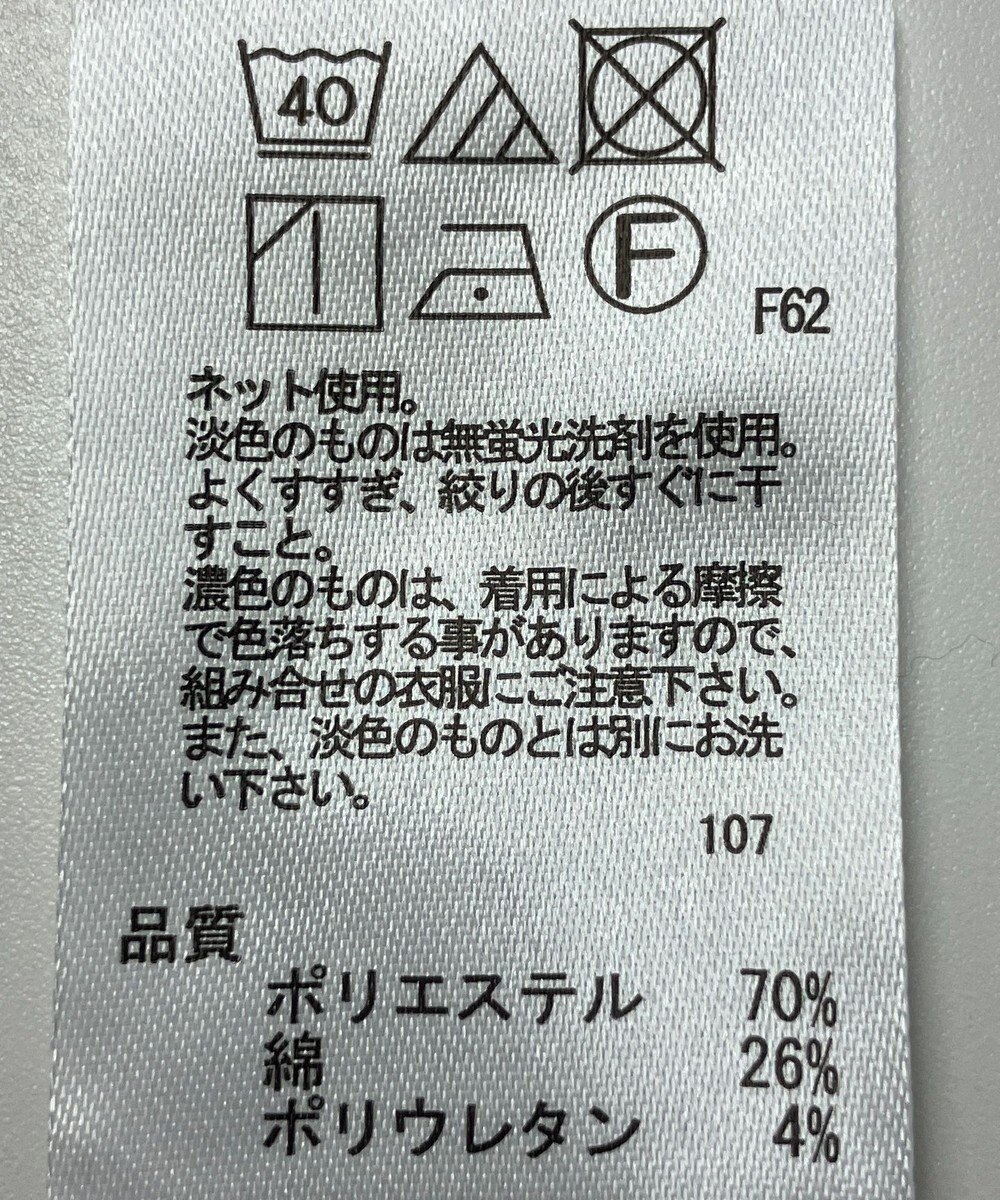 40
F
F62
ネット使用。
淡色のものは無蛍光洗剤を使用。
よくすすぎ、絞りの後すぐに干
すこと。
濃色のものは、着用による摩擦
で色落ちする事がありますので、
組み合せの衣服にご注意下さい。
また、淡色のものとは別にお洗
い下さい。
107
品質
ポリエステル 70%
綿 26%
ポリウレタン 4%